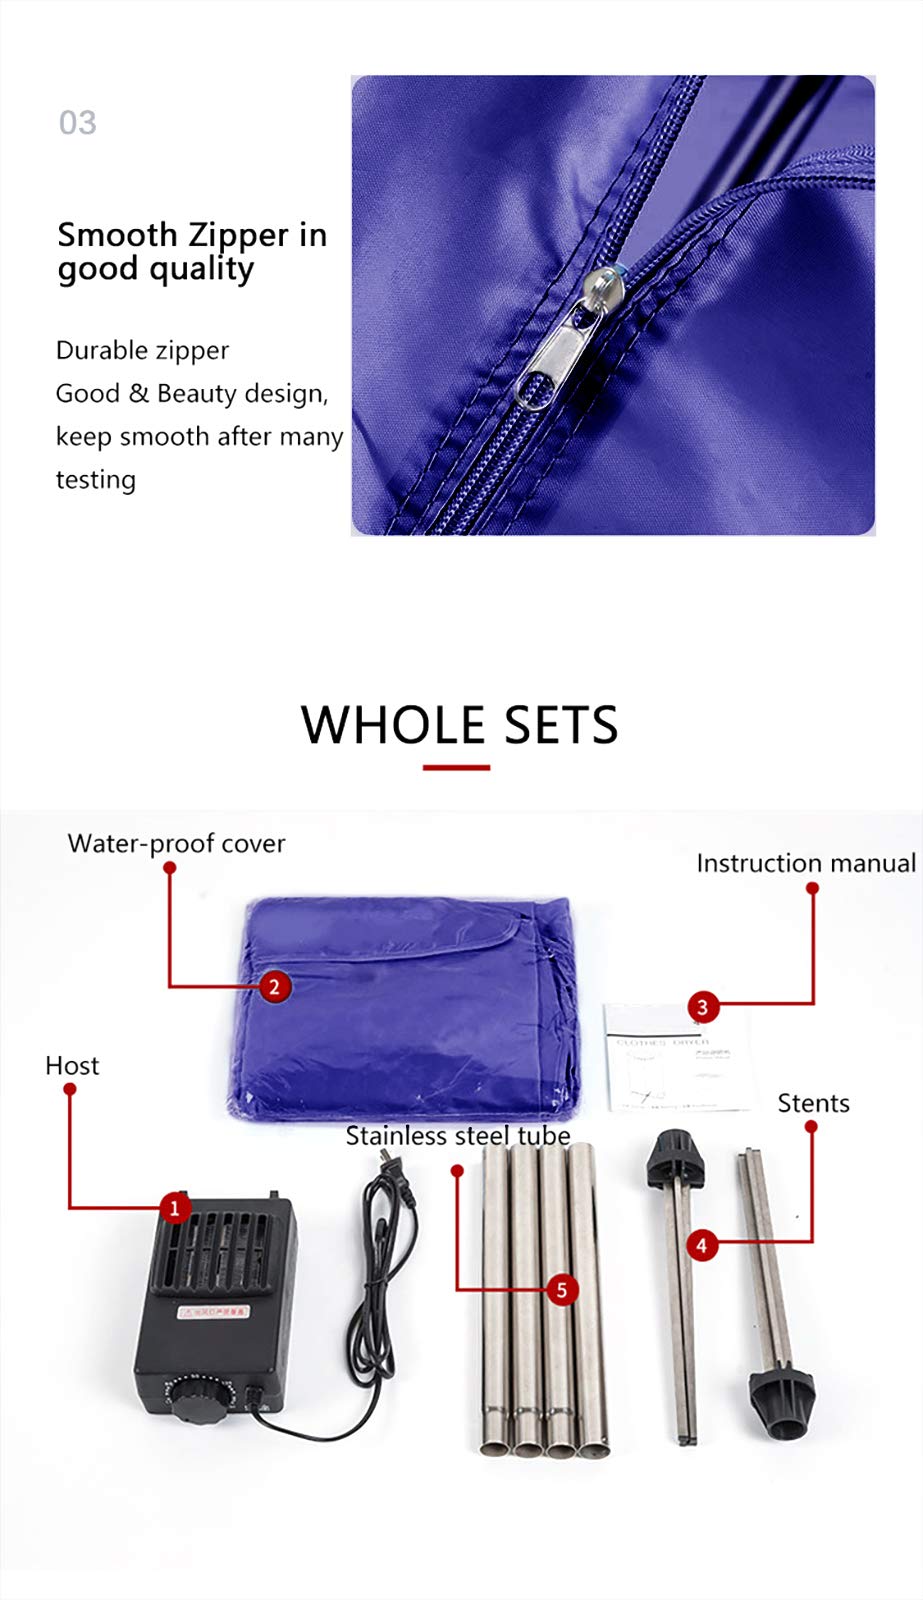 03
Smooth Zipper in
good quality
Durable zipper
Good & Beauty design,
keep smooth after many
testing
WHOLE SETS
Water-proof cover
Instruction manual
2
3
CLOTHES DRYER
Host
Stents
Stainless steel tube
1
4
5